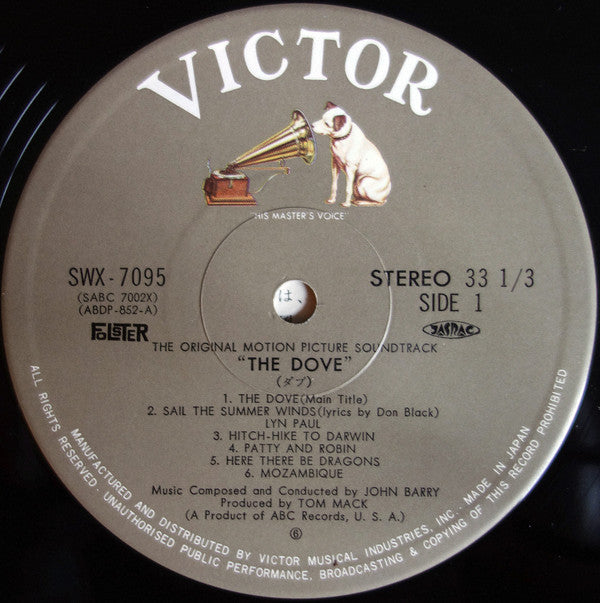 VICTOR
"HIS MASTER'S VOICE"
SWX-7095
(SABC 7002X)
(ABDP-852-A)
FOLSTER
STEREO 33 1/3
SIDE 1
JASRAC
は、
THE ORIGINAL MOTION PICTURE SOUNDTRACK
"THE DOVE"
(ダブ)
1. THE DOVE(Main Title)
2. SAIL THE SUMMER WINDS(lyrics by Don Black)
LYN PAUL
3. HITCH-HIKE TO DARWIN
4. PATTY AND ROBIN
5. HERE THERE BE DRAGONS
6. MOZAMBIQUE
Music Composed and Conducted by JOHN BARRY
Produced by TOM MACK
(A Product of ABC Records, U. S. A.)
⑥
MANUFACTURED AND DISTRIBUTED BY VICTOR MUSICAL INDUSTRIES, INC. · MADE IN JAPAN
ALL RIGHTS RESERVED · UNAUTHORISED PUBLIC PERFORMANCE, BROADCASTING & COPYING OF THIS RECORD PROHIBITED